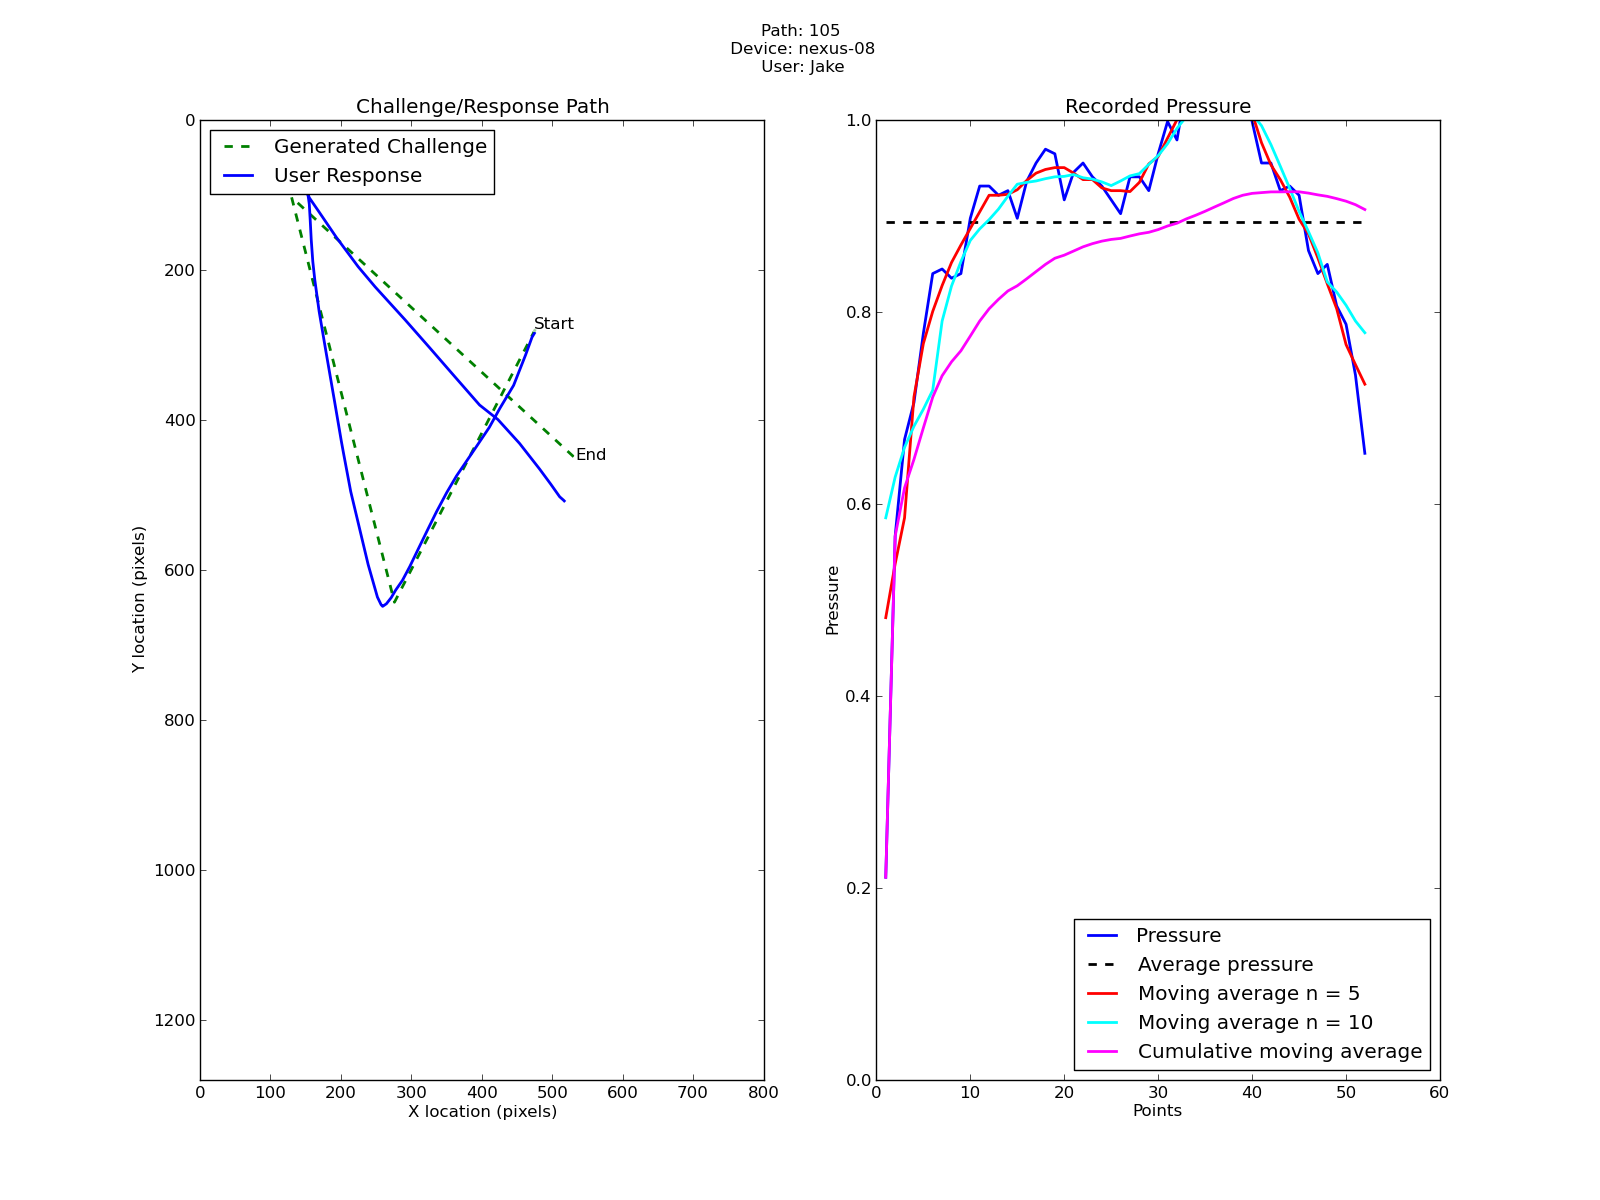 Path: 105
Device: nexus-08
User: Jake
Challenge/Response Path
Generated Challenge
User Response
0
200
400
600
800
1000
1200
Y location (pixels)
Start
End
0 100 200 300 400 500 600 700 800
X location (pixels)
Recorded Pressure
1.0
0.8
0.6
0.4
0.2
0.0
Pressure
Pressure
Average pressure
Moving average n = 5
Moving average n = 10
Cumulative moving average
0 10 20 30 40 50 60
Points